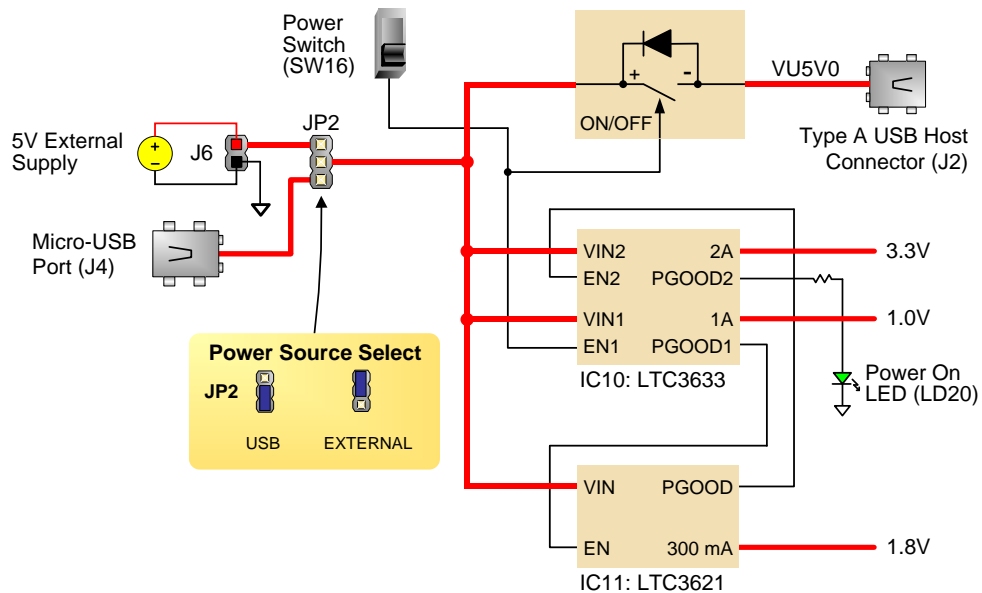 Power
Switch
(SW16)
5V External
Supply
+
–
J6
JP2
Micro-USB
Port (J4)
+
-
ON/OFF
VU5V0
Type A USB Host
Connector (J2)
VIN2
2A
3.3V
EN2
PGOOD2
VIN1
1A
1.0V
EN1
PGOOD1
IC10: LTC3633
Power On
LED (LD20)
Power Source Select
JP2
USB
EXTERNAL
VIN
PGOOD
EN
300 mA
1.8V
IC11: LTC3621